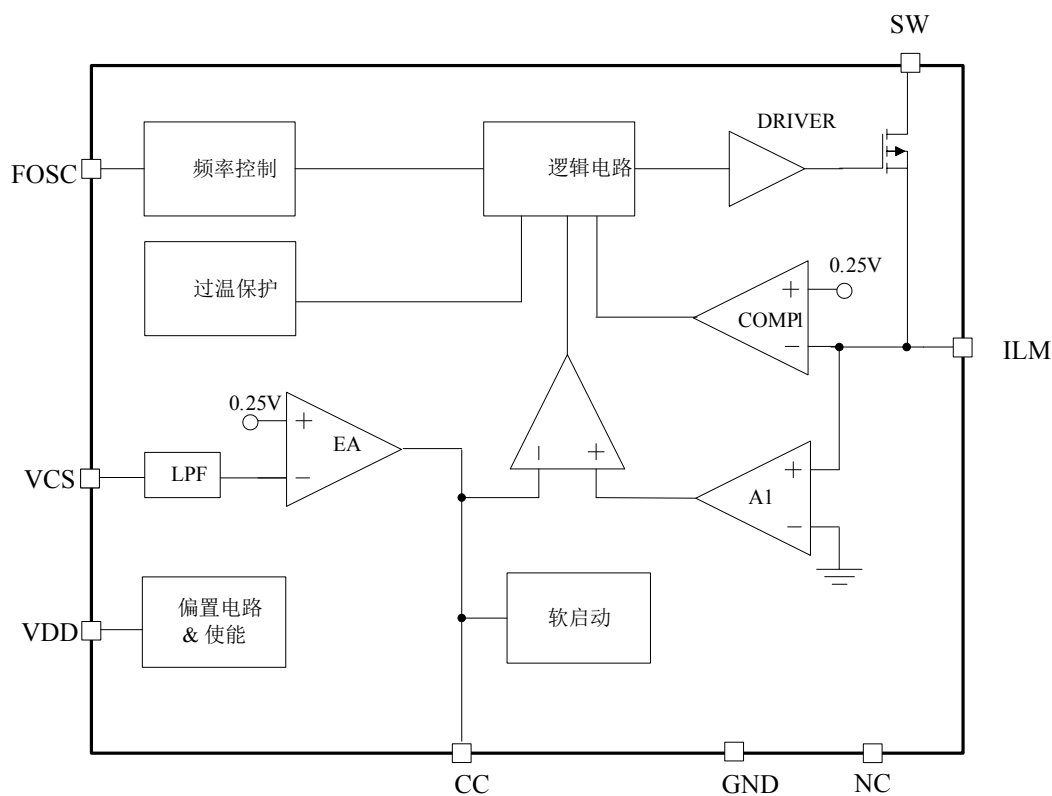 SW
DRIVER
FOSC
频率控制
逻辑电路
过温保护
0.25V
+
COMP1
−
ILM
0.25V
+
EA
−
VCS
LPF
−
+
+
A1
−
VDD
偏置电路
& 使能
软启动
CC
GND
NC